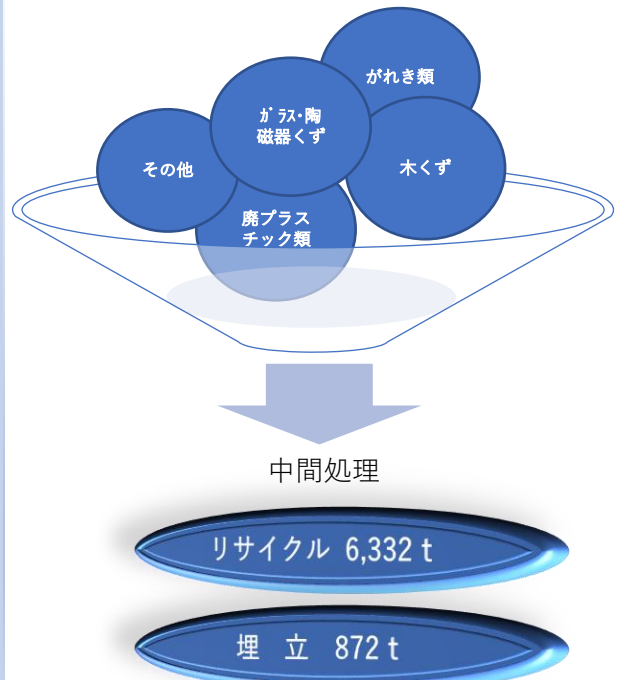 がれき類
ガラス・陶
磁器くず
木くず
その他
廃プラス
チック類
中間処理
リサイクル 6,332 t
埋 立 872 t